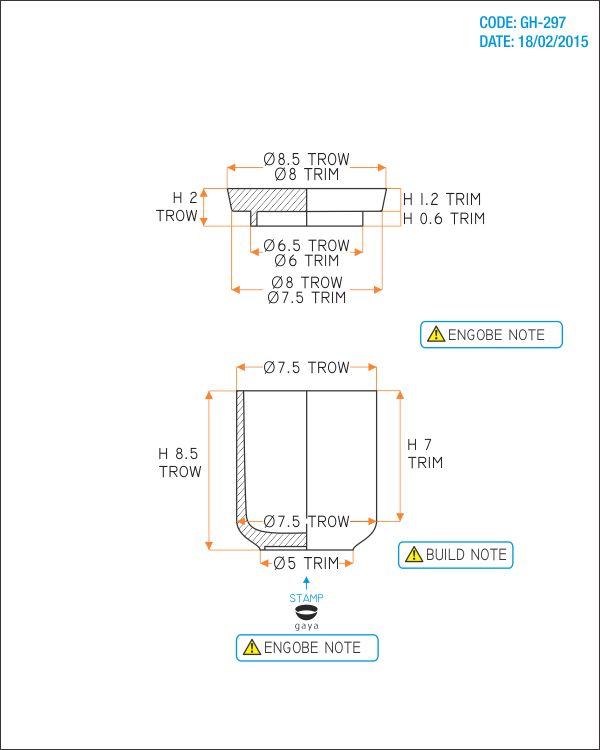 CODE: GH-297
DATE: 18/02/2015
Ø8.5 TROW
Ø8 TRIM
H 2
TROW
H 1.2 TRIM
H 0.6 TRIM
Ø6.5 TROW
Ø6 TRIM
Ø8 TROW
Ø7.5 TRIM
ENGOBE NOTE
Ø7.5 TROW
H 8.5
TROW
H 7
TRIM
Ø7.5 TROW
BUILD NOTE
Ø5 TRIM
STAMP
gaya
ENGOBE NOTE